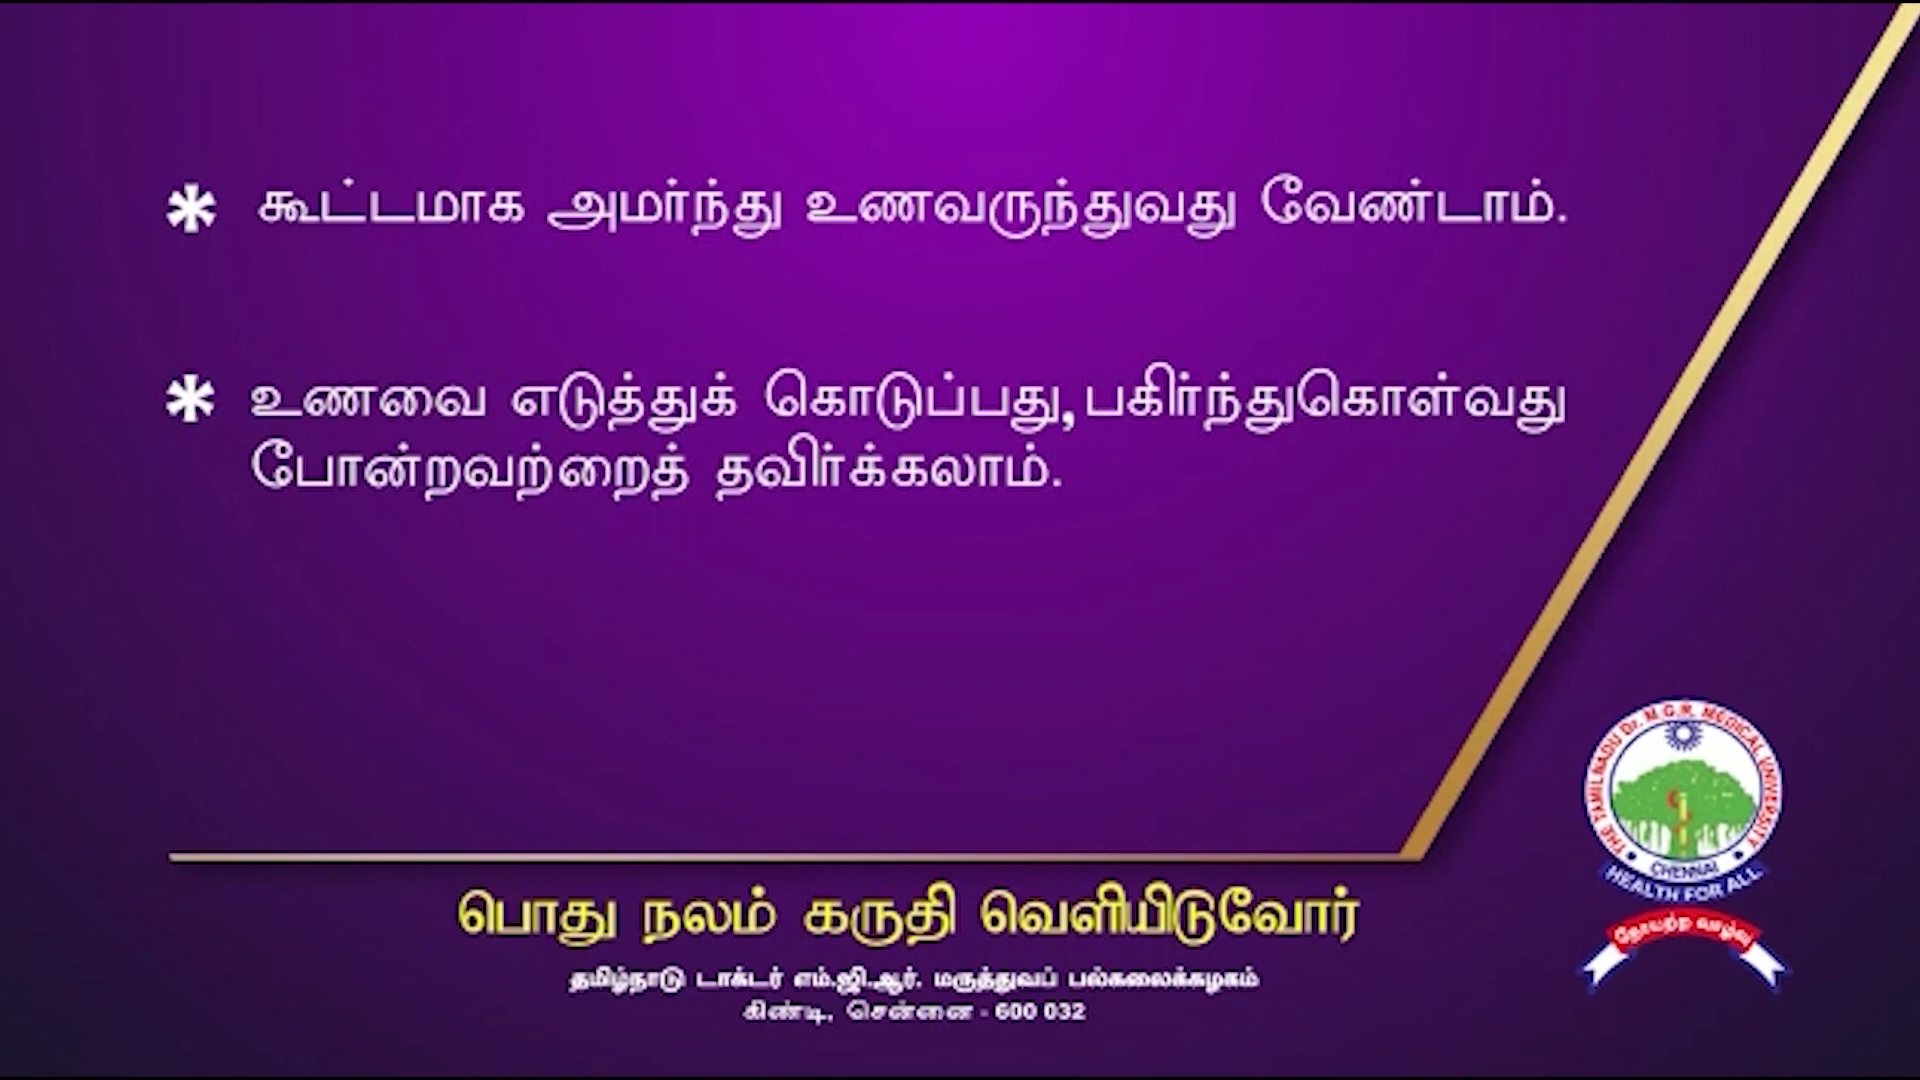 * கூட்டமாக அமர்ந்து உணவருந்துவது வேண்டாம்.
* உணவை எடுத்துக் கொடுப்பது, பகிர்ந்துகொள்வது
போன்றவற்றைத் தவிர்க்கலாம்.
THE TAMILNADU Dr. M.G.R. MEDICAL UNIVERSITY
CHENNAI
HEALTH FOR ALL
நோயற்ற வாழ்வு
பொது நலம் கருதி வெளியிடுவோர்
தமிழ்நாடு டாக்டர் எம்.ஜி.ஆர். மருத்துவப் பல்கலைக்கழகம்
கிண்டி, சென்னை - 600 032